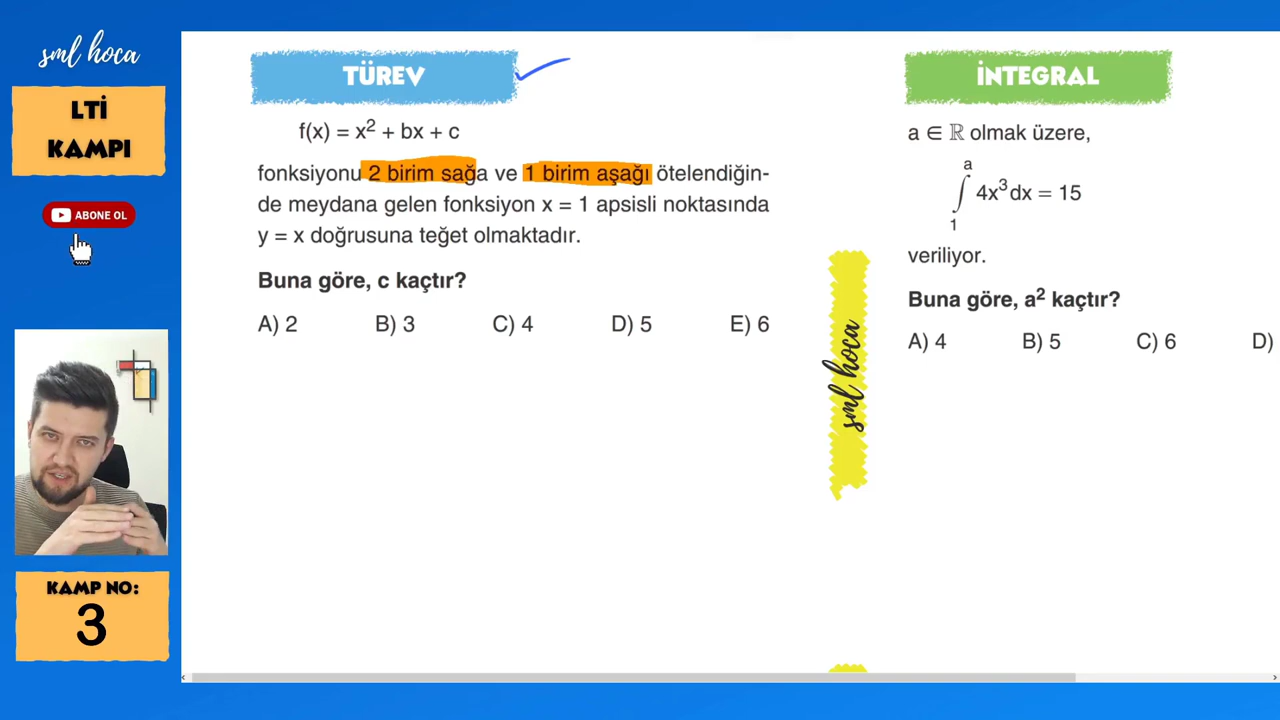 sml hoca
LTİ
KAMPI
ABONE OL
KAMP NO:
3
TÜREV
f(x) = x² + bx + c
fonksiyonu 2 birim sağa ve 1 birim aşağı ötelendiğin-
de meydana gelen fonksiyon x = 1 apsisli noktasında
y = x doğrusuna teğet olmaktadır.
Buna göre, c kaçtır?
A) 2 B) 3 C) 4 D) 5 E) 6
sml hoca
İNTEGRAL
a ∈ ℝ olmak üzere,
a
∫ 4x³dx = 15
1
veriliyor.
Buna göre, a² kaçtır?
A) 4 B) 5 C) 6 D)